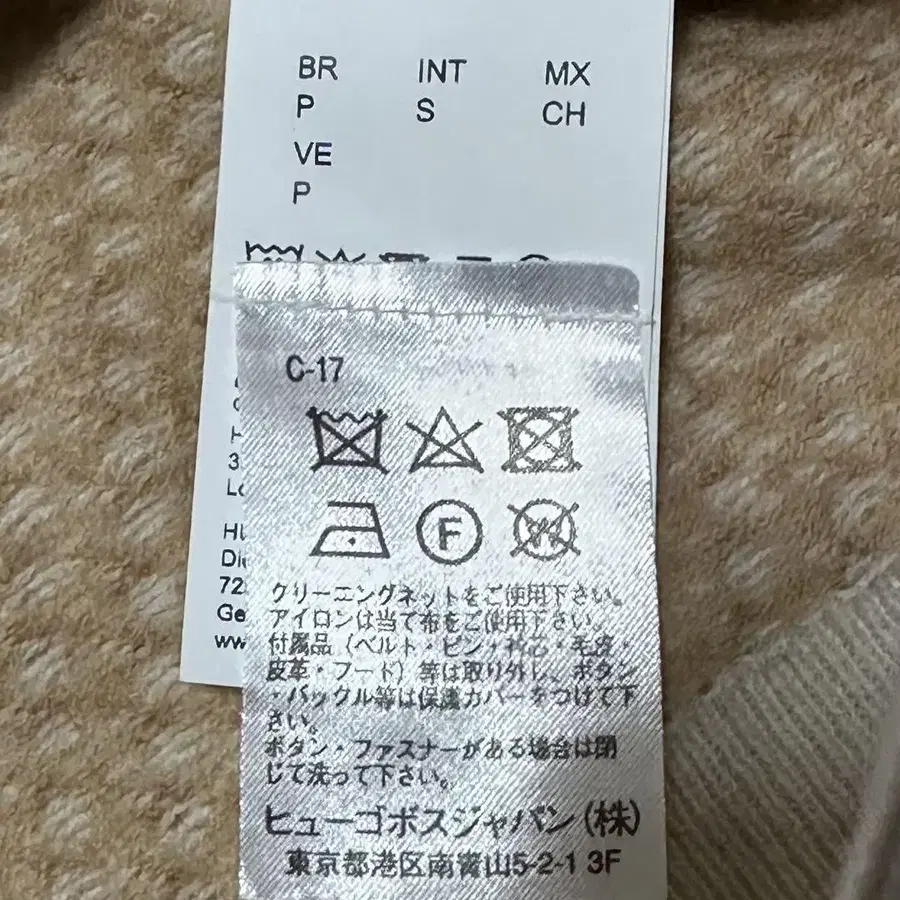 BR INT MX
P S CH
VE
P
C-17
F
W
3
HU
Die
72
Ge
www
クリーニングネットをご使用下さい。
アイロンは当て布をご使用下さい。
付属品（ベルト・ピン・ ・毛皮・
皮革・フード）等は取り外し、ボタン
・バックル等は保護カバーをつけて下
さい。
ボタン・ファスナーがある場合は閉
じて洗って下さい。
ヒューゴボスジャパン(株)
東京都港区南青山5-2-1 3F